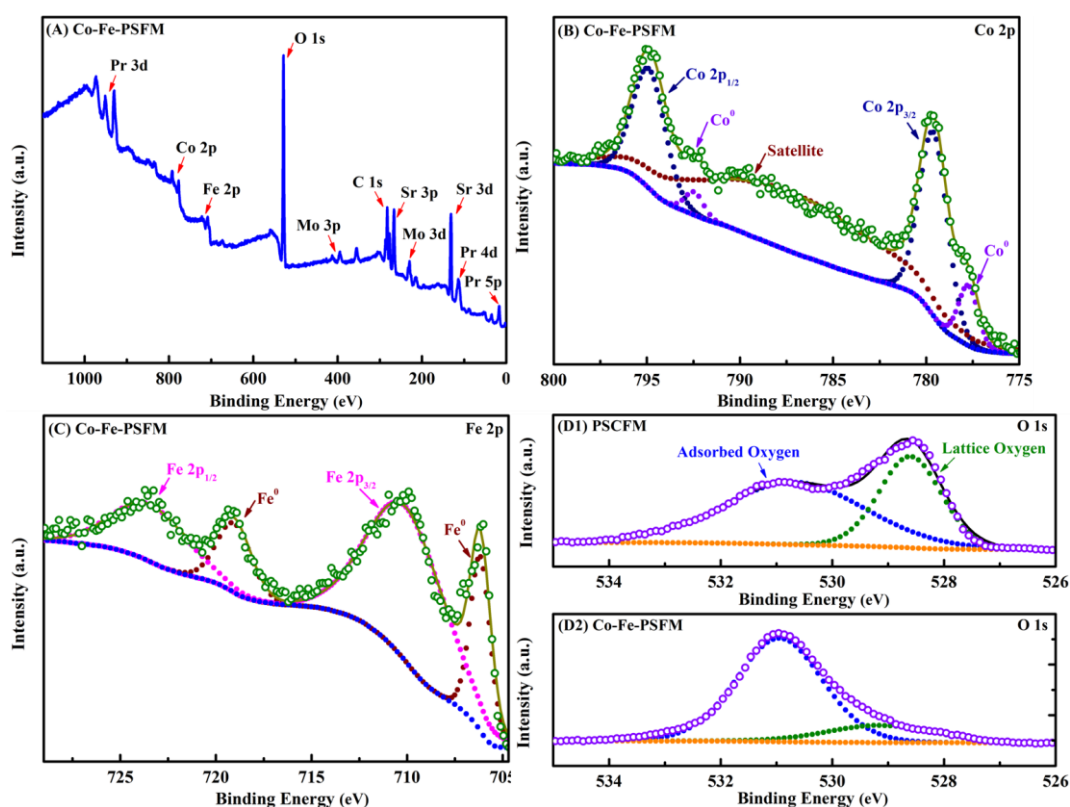 (A) Co-Fe-PSFM
O 1s
Pr 3d
Co 2p
Fe 2p
C 1s
Sr 3p
Sr 3d
Mo 3p
Mo 3d
Pr 4d
Pr 5p
Intensity (a.u.)
1000 800 600 400 200 0
Binding Energy (eV)
(B) Co-Fe-PSFM
Co 2p
Co 2p1/2
Co 2p3/2
Co⁰
Satellite
Co⁰
Intensity (a.u.)
800 795 790 785 780 775
Binding Energy (eV)
(C) Co-Fe-PSFM
Fe 2p
Fe 2p1/2
Fe⁰
Fe 2p3/2
Fe⁰
Intensity (a.u.)
725 720 715 710 705
Binding Energy (eV)
(D1) PSCFM
O 1s
Adsorbed Oxygen
Lattice Oxygen
Intensity (a.u.)
534 532 530 528 526
Binding Energy (eV)
(D2) Co-Fe-PSFM
O 1s
Intensity (a.u.)
534 532 530 528 526
Binding Energy (eV)